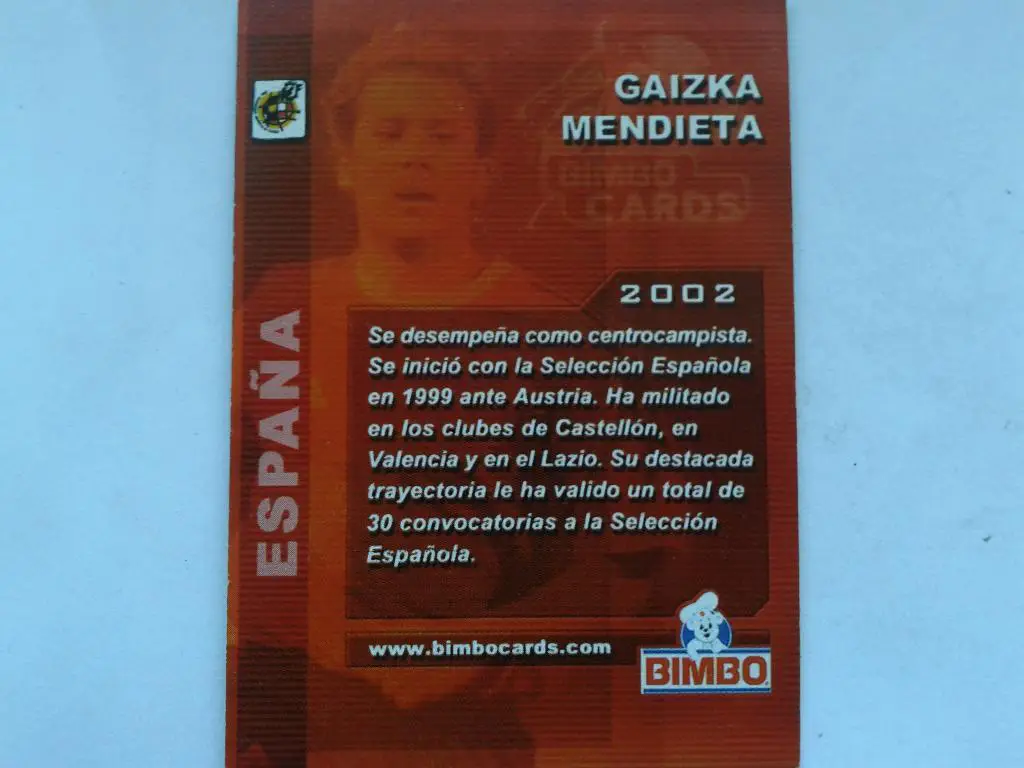 GAIZKA
MENDIETA
BIMBO
CARDS
2002
ESPAÑA
Se desempeña como centrocampista.
Se inició con la Selección Española
en 1999 ante Austria. Ha militado
en los clubes de Castellón, en
Valencia y en el Lazio. Su destacada
trayectoria le ha valido un total de
30 convocatorias a la Selección
Española.
www.bimbocards.com
BIMBO